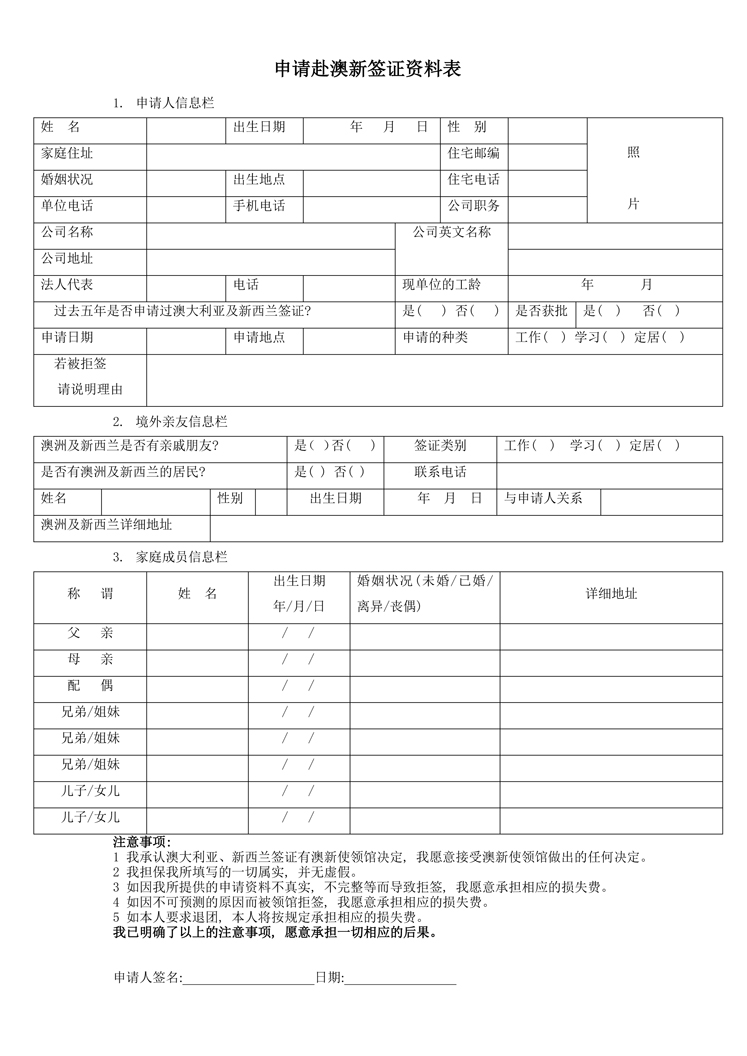 申请赴澳新签证资料表
1. 申请人信息栏
姓 名 出生日期 年 月 日 性 别 照
家庭住址 住宅邮编
婚姻状况 出生地点 住宅电话
单位电话 手机电话 公司职务 片
公司名称 公司英文名称
公司地址
法人代表 电话 现单位的工龄 年 月
过去五年是否申请过澳大利亚及新西兰签证? 是( ) 否( ) 是否获批 是( ) 否( )
申请日期 申请地点 申请的种类 工作( ) 学习( ) 定居( )
若被拒签
请说明理由
2. 境外亲友信息栏
澳洲及新西兰是否有亲戚朋友? 是( )否( ) 签证类别 工作( ) 学习( ) 定居( )
是否有澳洲及新西兰的居民? 是( ) 否( ) 联系电话
姓名 性别 出生日期 年 月 日 与申请人关系
澳洲及新西兰详细地址
3. 家庭成员信息栏
称 谓 姓 名 出生日期 年/月/日 婚姻状况(未婚/已婚/离异/丧偶) 详细地址
父 亲 / /
母 亲 / /
配 偶 / /
兄弟/姐妹 / /
兄弟/姐妹 / /
兄弟/姐妹 / /
儿子/女儿 / /
儿子/女儿 / /
注意事项:
1 我承认澳大利亚、新西兰签证有澳新使领馆决定, 我愿意接受澳新使领馆做出的任何决定。
2 我担保我所填写的一切属实, 并无虚假。
3 如因我所提供的申请资料不真实, 不完整等而导致拒签, 我愿意承担相应的损失费。
4 如因不可预测的原因而被领馆拒签, 我愿意承担相应的损失费。
5 如本人要求退团, 本人将按规定承担相应的损失费。
我已明确了以上的注意事项, 愿意承担一切相应的后果。
申请人签名:____________________日期:_________________